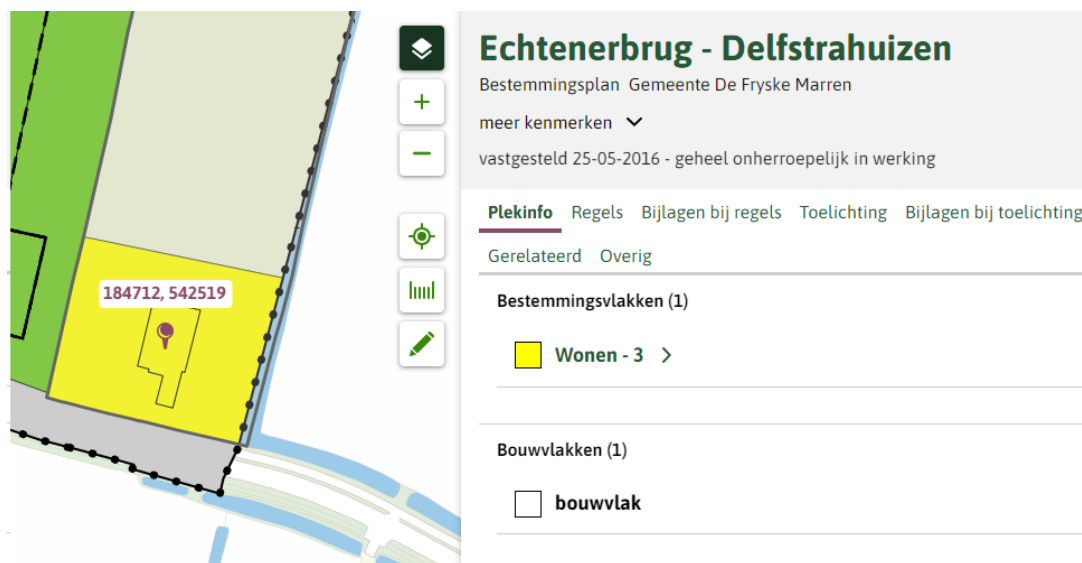 Echtenerbrug - Delfstrahuizen
Bestemmingsplan Gemeente De Fryske Marren
meer kenmerken
vastgesteld 25-05-2016 - geheel onherroepelijk in werking
Plekinfo Regels Bijlagen bij regels Toelichting Bijlagen bij toelichting
Gerelateerd Overig
Bestemmingsvlakken (1)
Wonen - 3
Bouwvlakken (1)
bouwvlak
184712, 542519